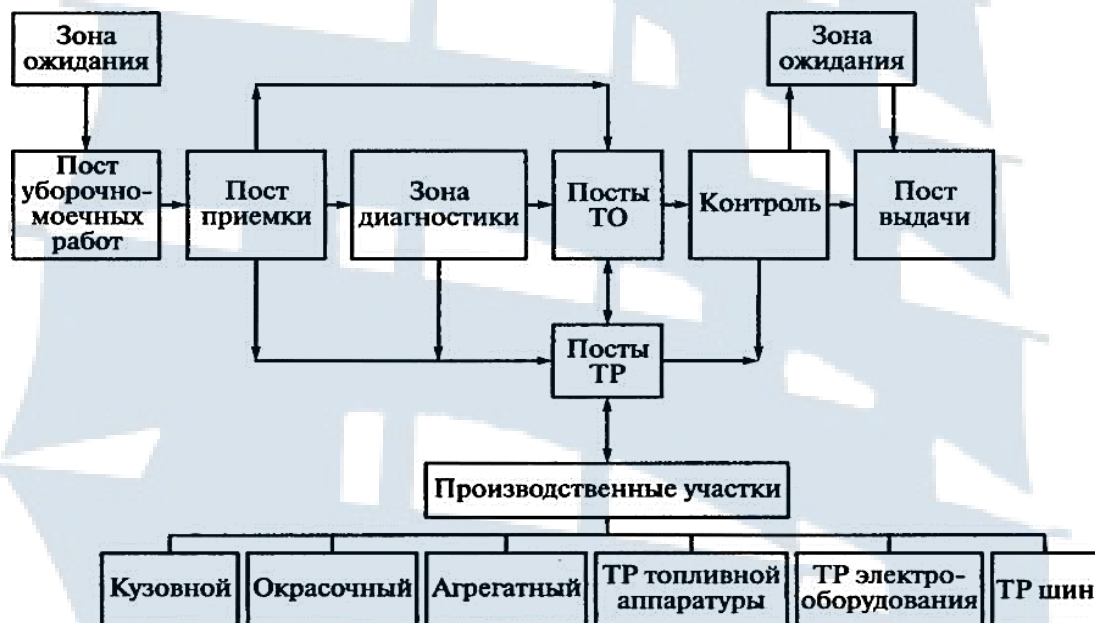 Зона
ожидания
Зона
ожидания
Пост
уборочно-
моечных
работ
Пост
приемки
Зона
диагностики
Посты
ТО
Контроль
Пост
выдачи
Посты
ТР
Производственные участки
Кузовной
Окрасочный
Агрегатный
ТР топливной
аппаратуры
ТР электро-
оборудования
ТР шин